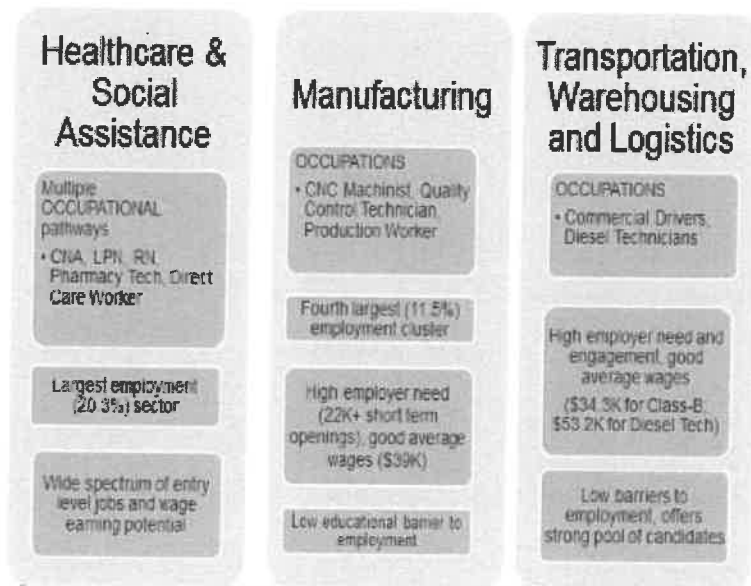 Healthcare &
Social
Assistance
Multiple
OCCUPATIONAL
pathways
• CNA, LPN, RN,
Pharmacy Tech, Direct
Care Worker
Largest employment
(20.3%) sector
Wide spectrum of entry
level jobs and wage
earning potential
Manufacturing
OCCUPATIONS
• CNC Machinist, Quality
Control Technician,
Production Worker
Fourth largest (11.5%)
employment cluster
High employer need
(22K+ short term
openings), good average
wages ($39K)
Low educational barrier to
employment
Transportation,
Warehousing
and Logistics
OCCUPATIONS
• Commercial Drivers,
Diesel Technicians
High employer need and
engagement, good
average wages
($34.3K for Class-B,
$53.2K for Diesel Tech)
Low barriers to
employment, offers
strong pool of candidates